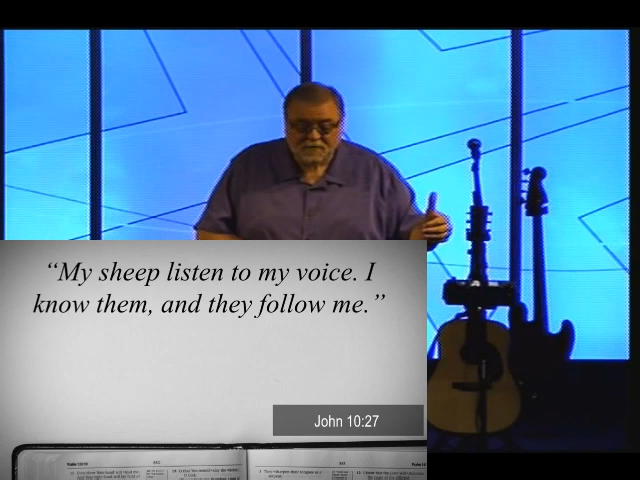 “My sheep listen to my voice. I
know them, and they follow me.”
John 10:27